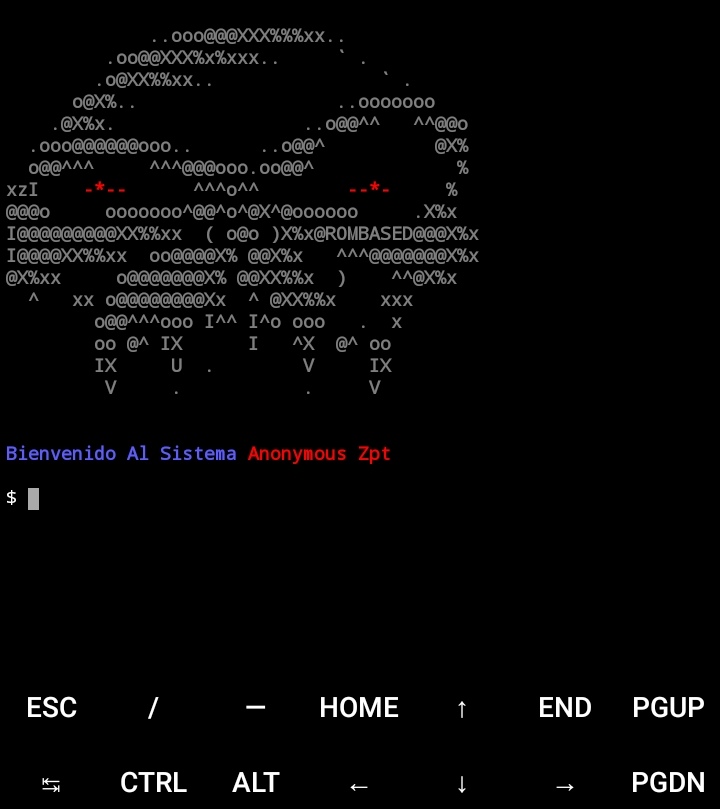 ..ooo@@@XXX%%%xx..
         .oo@@XXX%x%xxx..     ` .
        .o@XX%%xx..               ` .
      o@X%..                  ..ooooooo
    .@X%x.                 ..o@@^^   ^^@@o
  .ooo@@@@@@ooo..      ..o@@^          @X%
  o@@^^^     ^^^@@@ooo.oo@@^             %
xzI    -*--      ^^^o^^        --*-     %
@@@o     ooooooo^@@^o^@X^@oooooo     .X%x
I@@@@@@@@@XX%%xx  ( o@o )X%x@ROMBASED@@@X%x
I@@@@XX%%xx  oo@@@@X% @@X%x   ^^^@@@@@@@X%x
@X%xx     o@@@@@@@X% @@XX%%x  )    ^^@X%x
  ^   xx o@@@@@@@@Xx  ^ @XX%%x    xxx
        o@@^^^ooo I^^ I^o ooo   .  x
        oo @^ IX      I   ^X  @^ oo
        IX     U  .        V     IX
         V     .           .     V
Bienvenido Al Sistema Anonymous Zpt
$
ESC / — HOME ↑ END PGUP
↹ CTRL ALT ← ↓ → PGDN